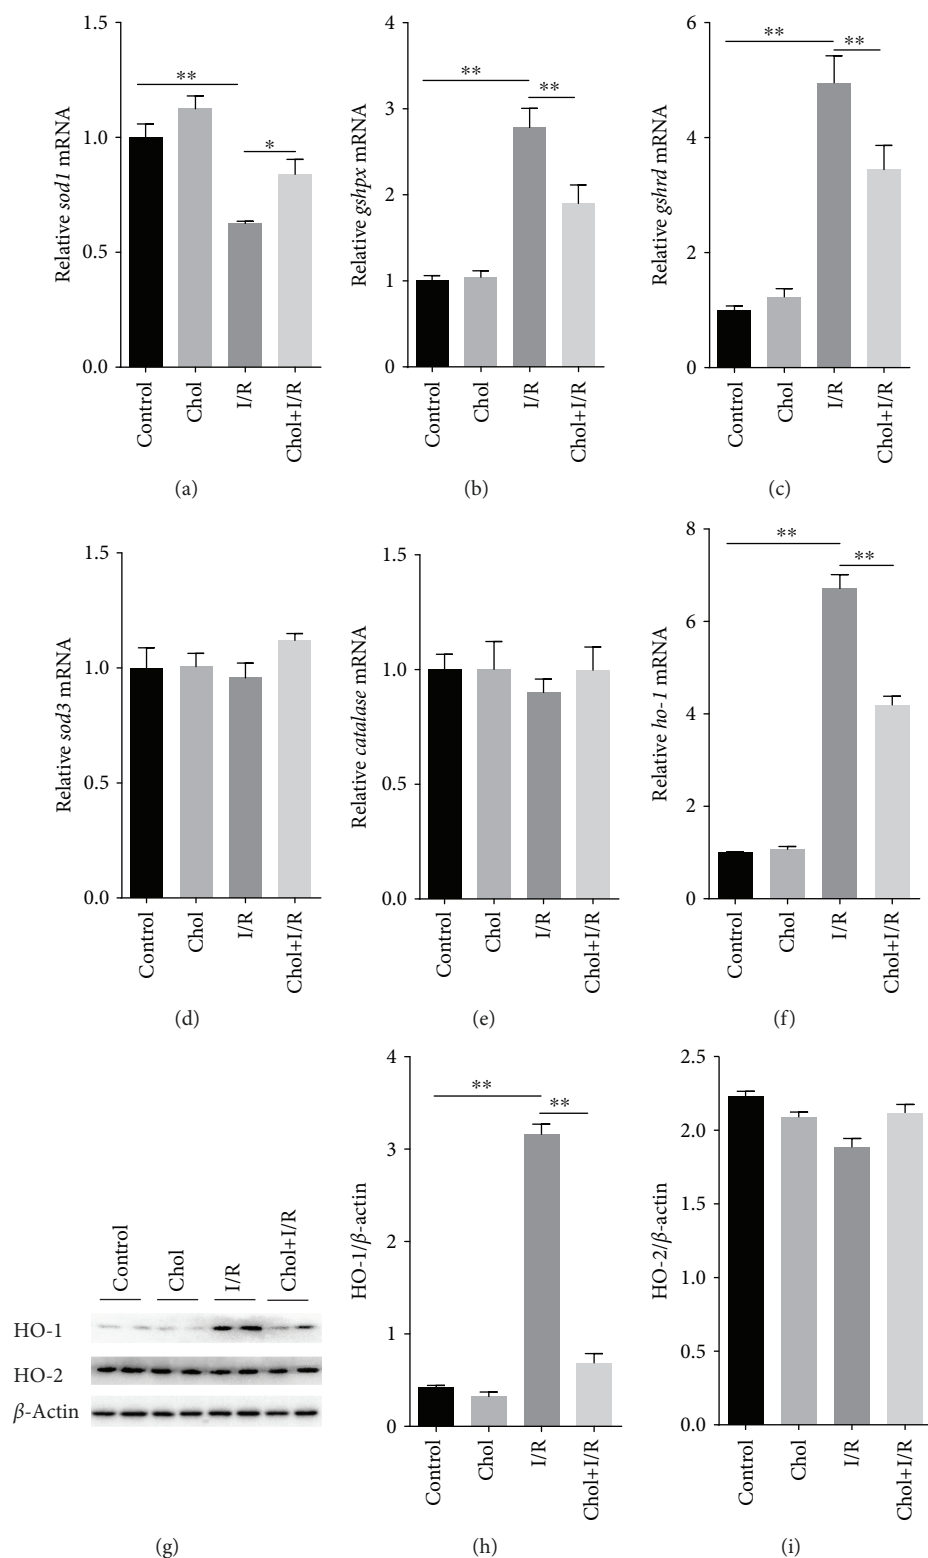 1.5
1.0
0.5
0.0
Relative sod1 mRNA
**
*
Control
Chol
I/R
Chol+I/R
(a)
4
3
2
1
0
Relative gshpx mRNA
**
**
Control
Chol
I/R
Chol+I/R
(b)
6
4
2
0
Relative gshrd mRNA
**
**
Control
Chol
I/R
Chol+I/R
(c)
1.5
1.0
0.5
0.0
Relative sod3 mRNA
Control
Chol
I/R
Chol+I/R
(d)
1.5
1.0
0.5
0.0
Relative catalase mRNA
Control
Chol
I/R
Chol+I/R
(e)
8
6
4
2
0
Relative ho-1 mRNA
**
**
Control
Chol
I/R
Chol+I/R
(f)
Control
Chol
I/R
Chol+I/R
HO-1
HO-2
β-Actin
(g)
4
3
2
1
0
HO-1/β-actin
**
**
Control
Chol
I/R
Chol+I/R
(h)
2.5
2.0
1.5
1.0
0.5
0.0
HO-2/β-actin
Control
Chol
I/R
Chol+I/R
(i)